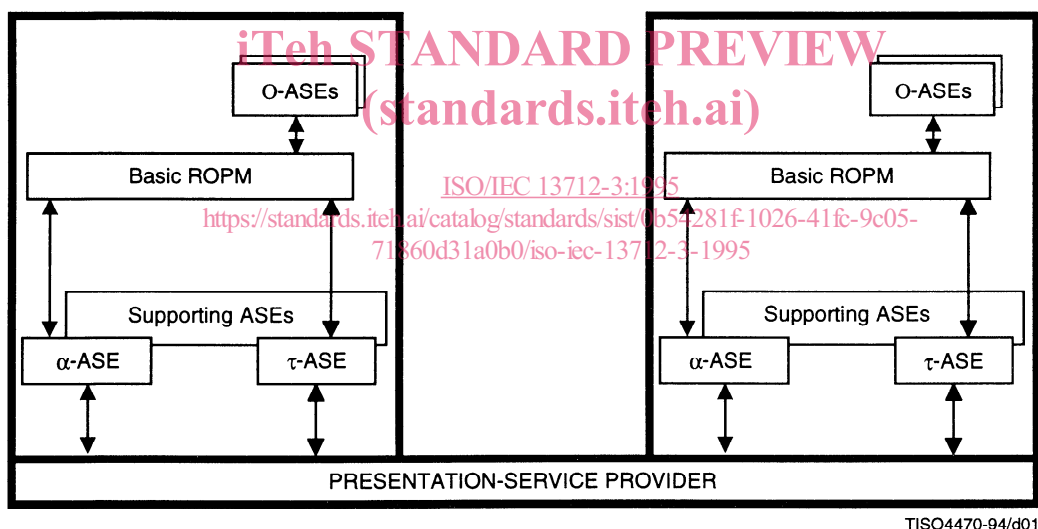 iTeh STANDARD PREVIEW
(standards.iteh.ai)
O-ASEs
O-ASEs
Basic ROPM
Basic ROPM
ISO/IEC 13712-3:1995
https://standards.iteh.ai/catalog/standards/sist/0b54281f-1026-41fc-9c05-
71860d31a0b0/iso-iec-13712-3-1995
Supporting ASEs
Supporting ASEs
α-ASE
τ-ASE
α-ASE
τ-ASE
PRESENTATION-SERVICE PROVIDER
TISO4470-94/d01